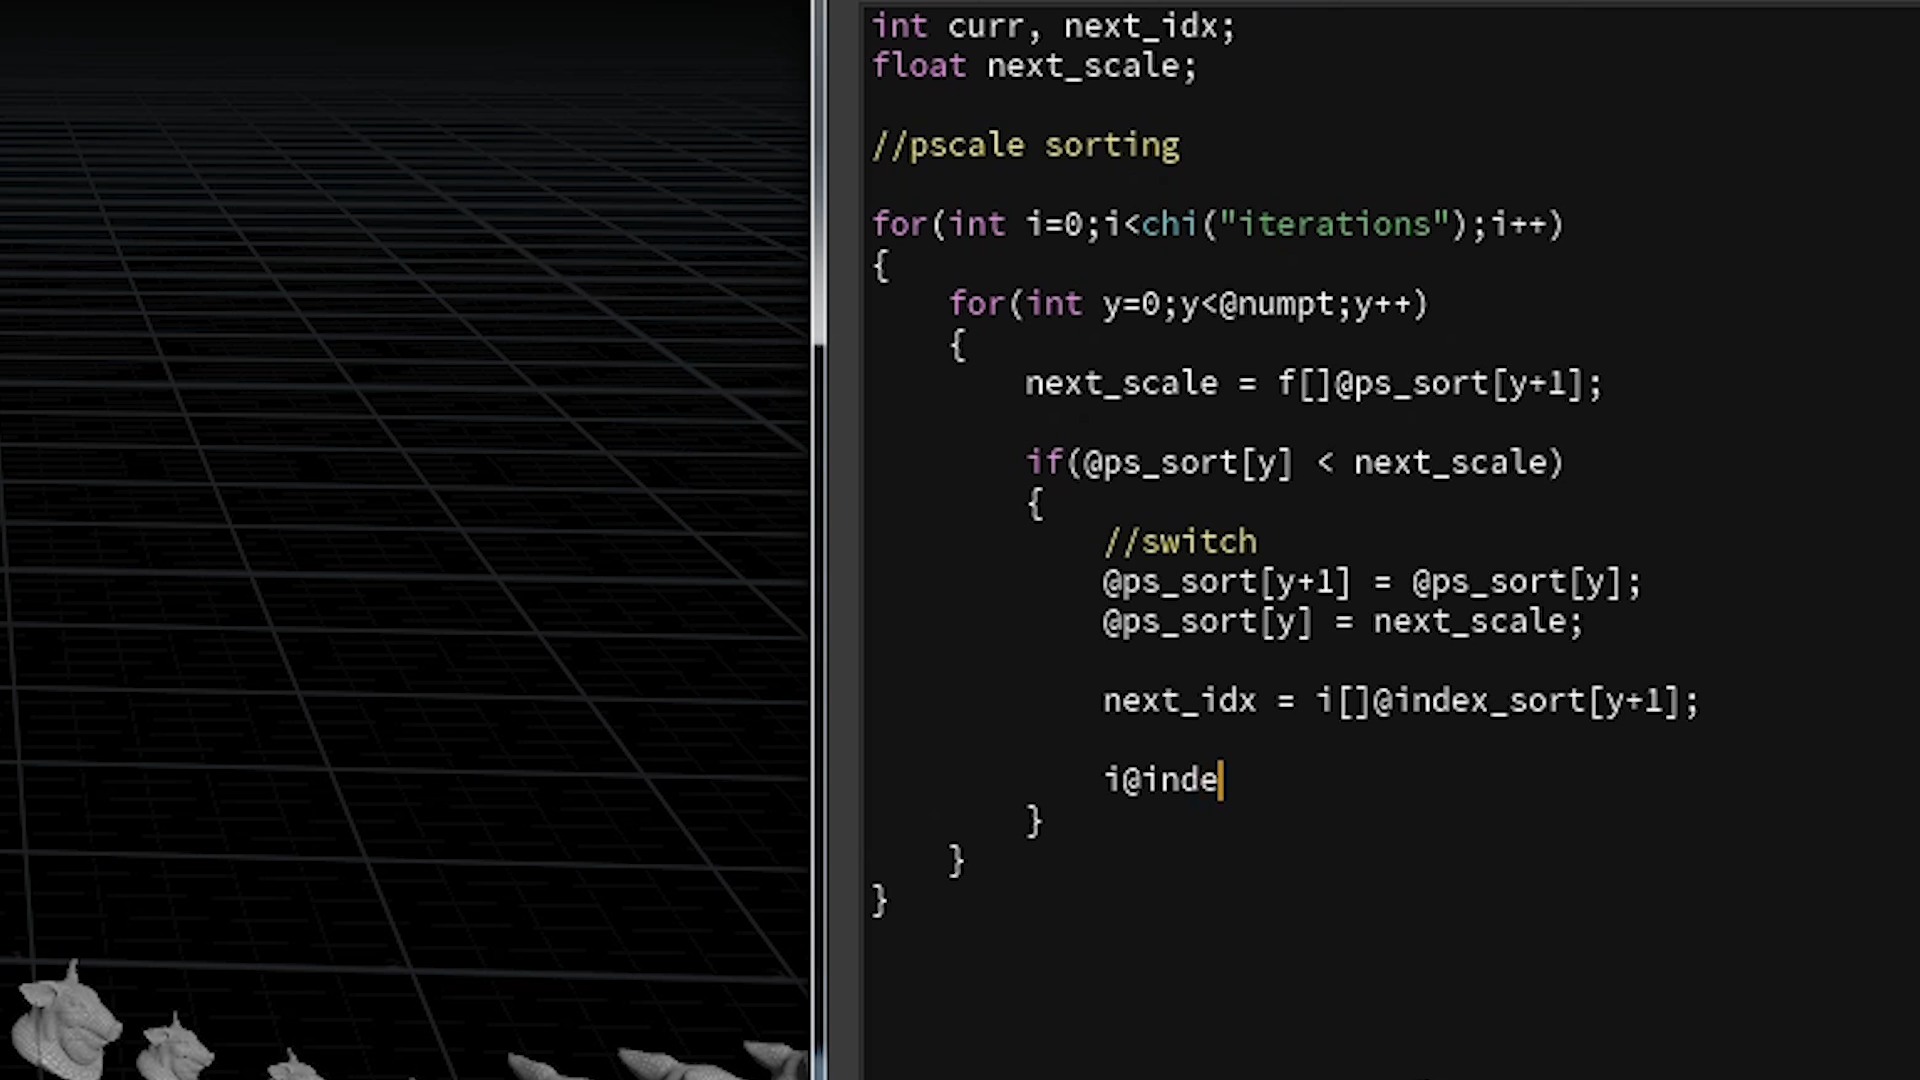 int curr, next_idx;
float next_scale;
//pscale sorting
for(int i=0;i<chi("iterations");i++)
{
for(int y=0;y<@numpt;y++)
{
next_scale = f[]@ps_sort[y+1];
if(@ps_sort[y] < next_scale)
{
//switch
@ps_sort[y+1] = @ps_sort[y];
@ps_sort[y] = next_scale;
next_idx = i[]@index_sort[y+1];
i@inde
}
}
}